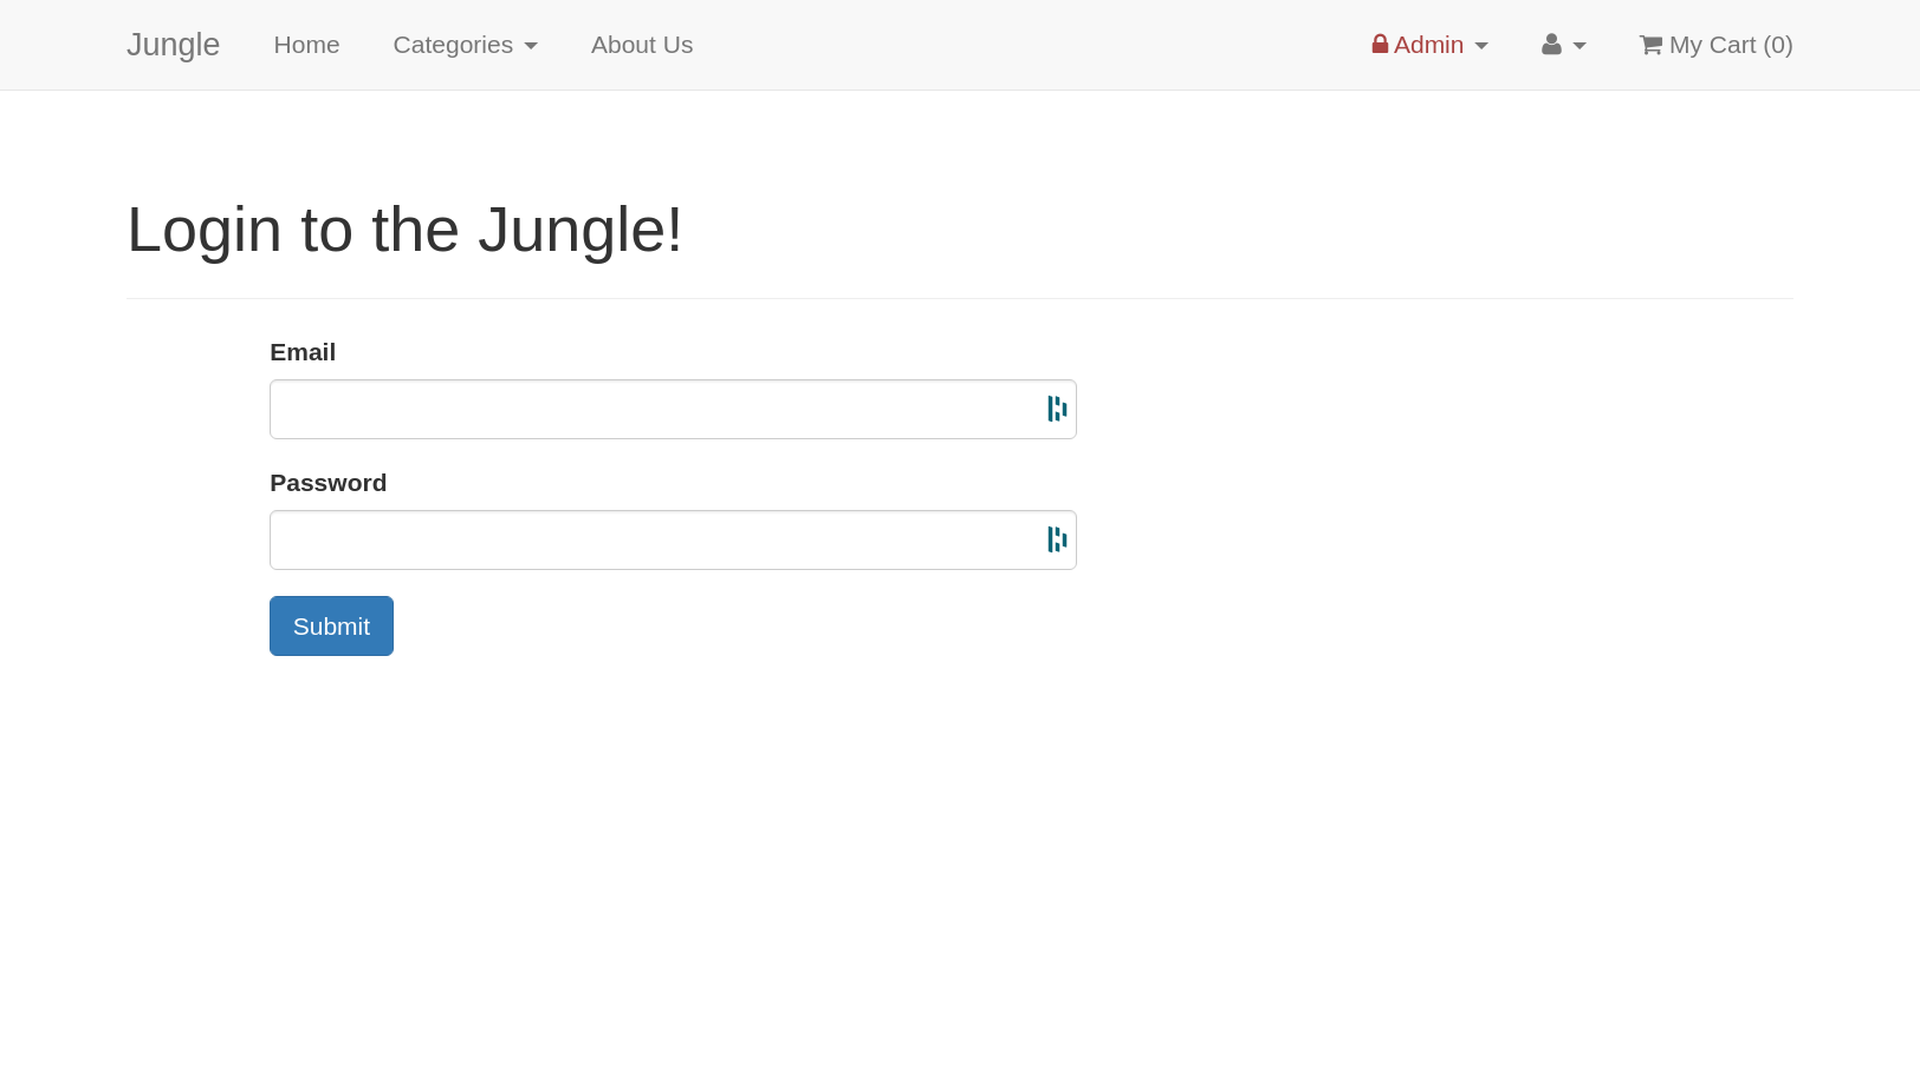 Jungle Home Categories About Us Admin My Cart (0)
Login to the Jungle!
Email
Password
Submit